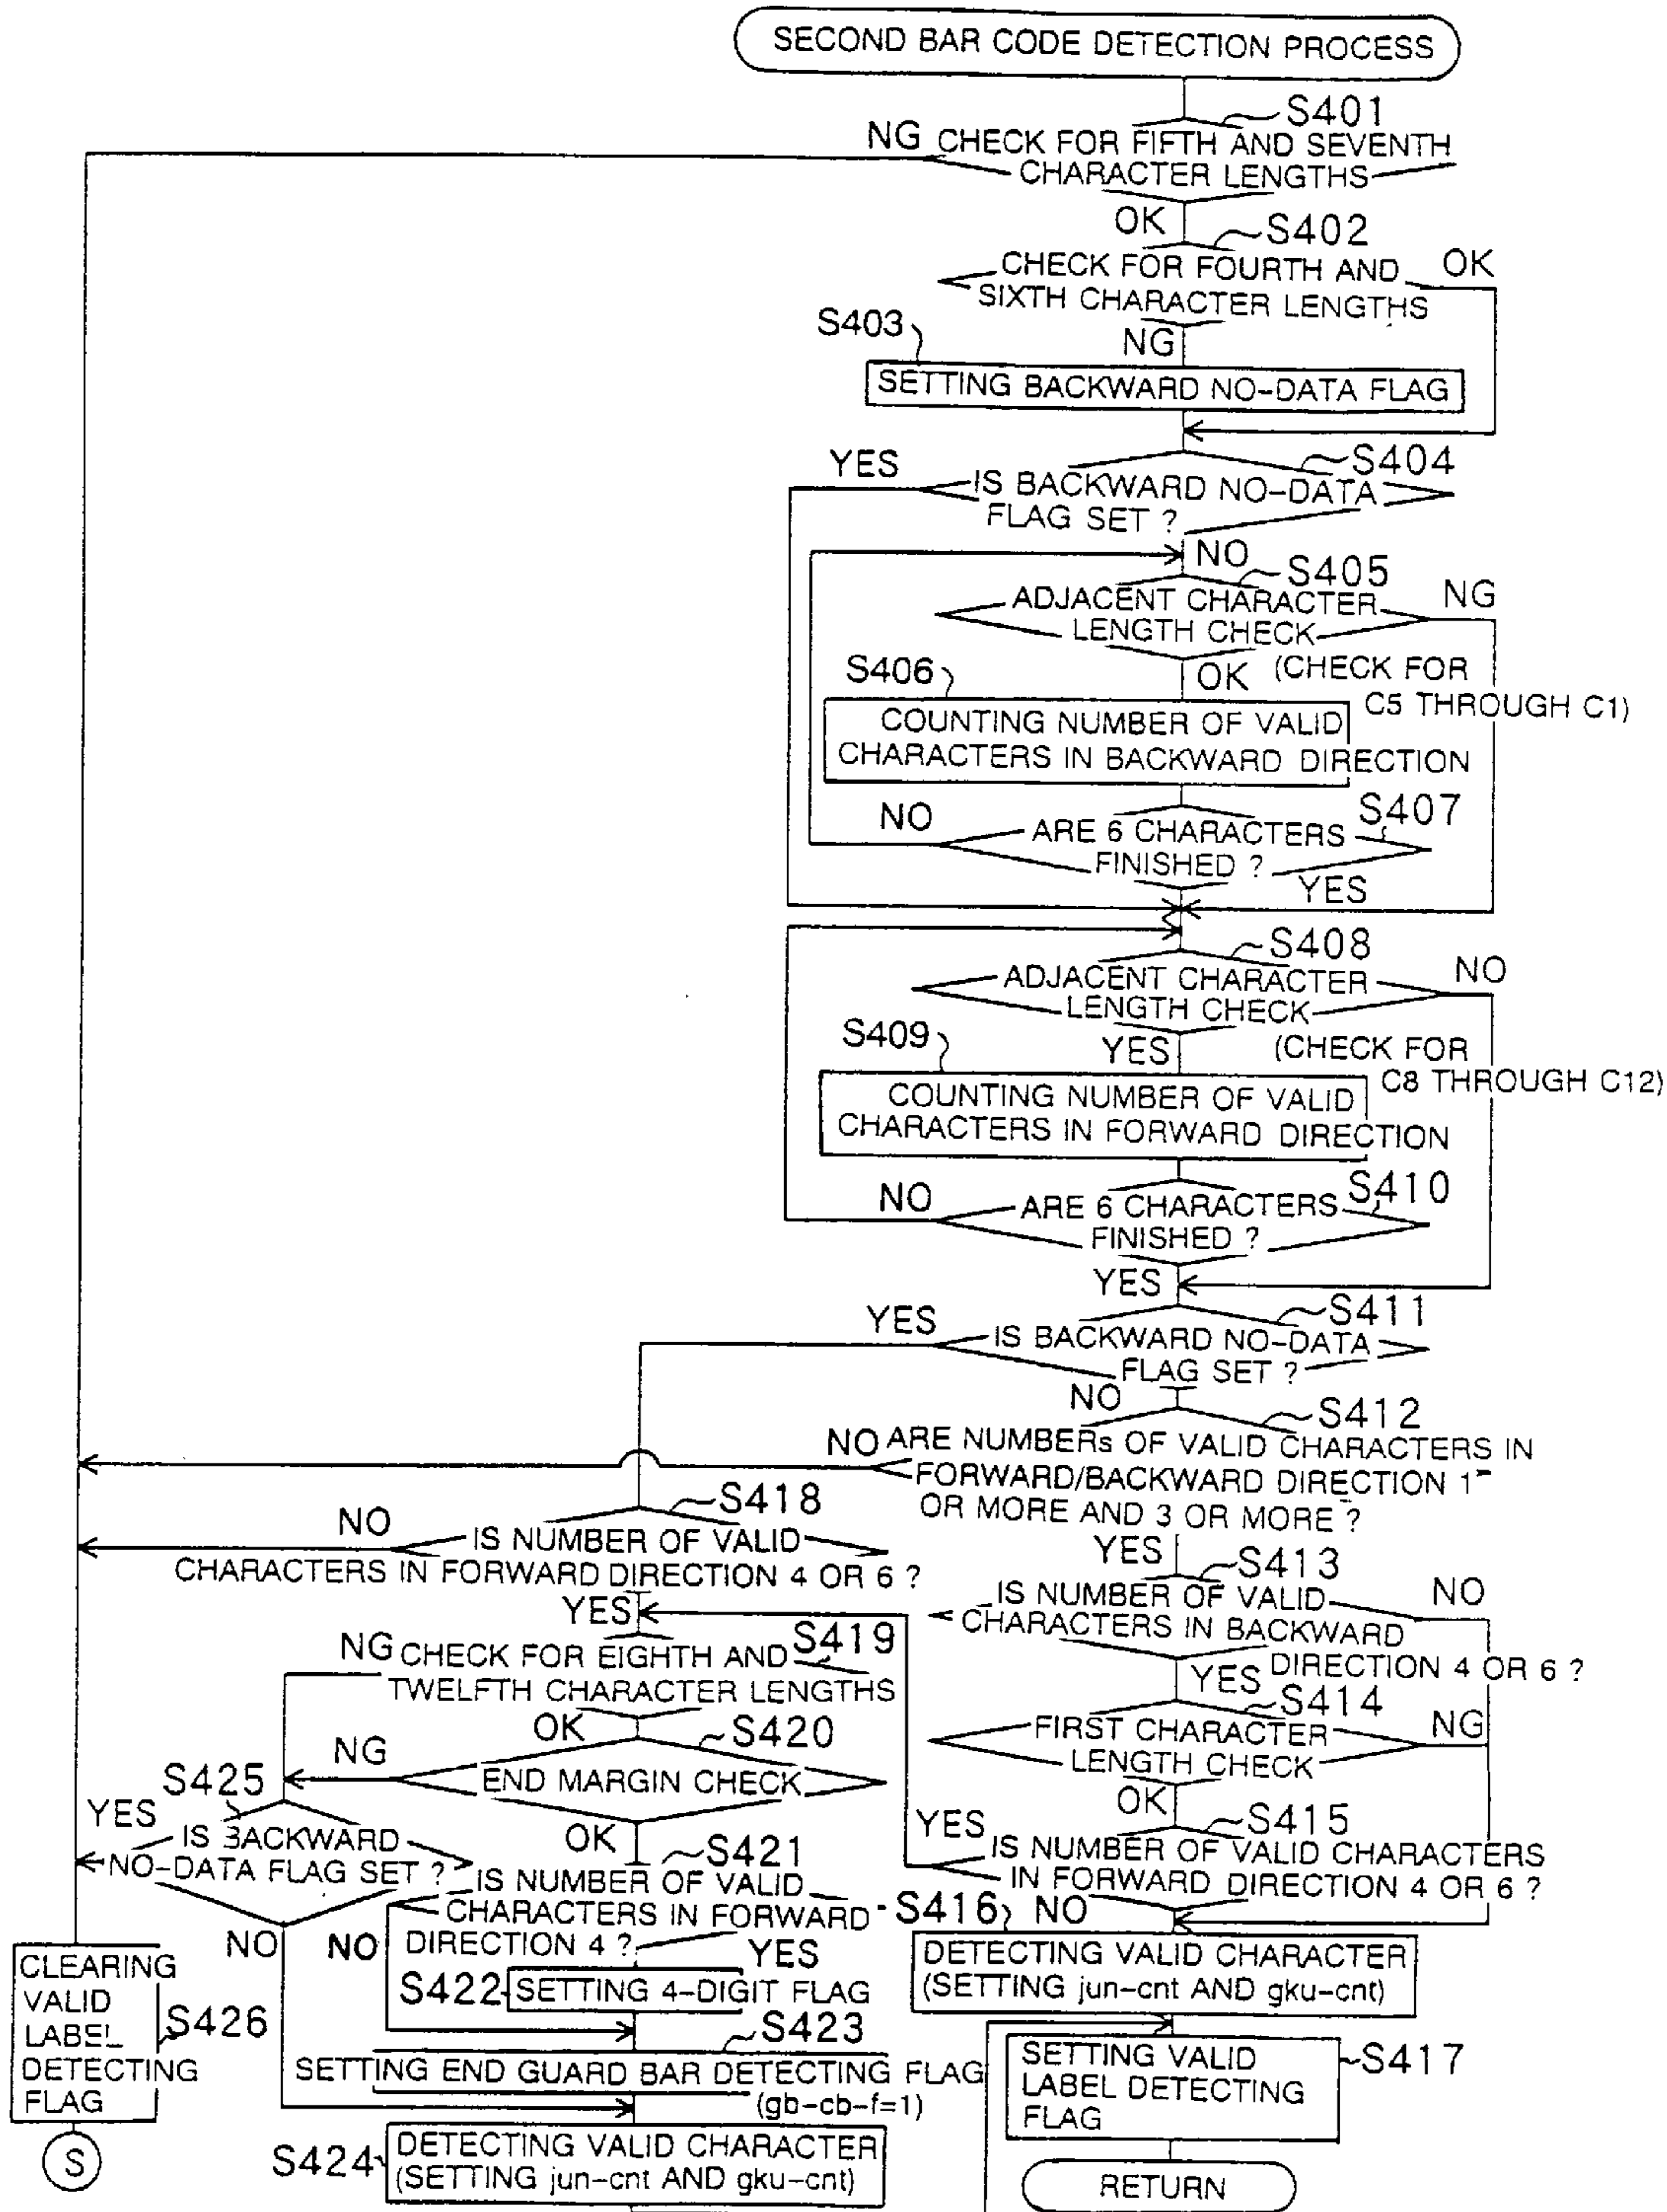 SECOND BAR CODE DETECTION PROCESS
S401
NG CHECK FOR FIFTH AND SEVENTH
CHARACTER LENGTHS
OK
S402
CHECK FOR FOURTH AND OK
SIXTH CHARACTER LENGTHS
S403
NG
SETTING BACKWARD NO-DATA FLAG
S404
YES
IS BACKWARD NO-DATA
FLAG SET ?
NO
S405
ADJACENT CHARACTER NG
LENGTH CHECK
S406
OK (CHECK FOR
C5 THROUGH C1)
COUNTING NUMBER OF VALID
CHARACTERS IN BACKWARD DIRECTION
S407
NO
ARE 6 CHARACTERS
FINISHED ?
YES
S408
ADJACENT CHARACTER NO
LENGTH CHECK
S409
YES (CHECK FOR
C8 THROUGH C12)
COUNTING NUMBER OF VALID
CHARACTERS IN FORWARD DIRECTION
S410
NO
ARE 6 CHARACTERS
FINISHED ?
YES
S411
YES
IS BACKWARD NO-DATA
FLAG SET ?
NO
S412
NO ARE NUMBERs OF VALID CHARACTERS IN
FORWARD/BACKWARD DIRECTION 1
OR MORE AND 3 OR MORE ?
YES
S418
NO
IS NUMBER OF VALID
CHARACTERS IN FORWARD DIRECTION 4 OR 6 ?
YES
S413
IS NUMBER OF VALID NO
CHARACTERS IN BACKWARD
DIRECTION 4 OR 6 ?
YES
S419
NG CHECK FOR EIGHTH AND
TWELFTH CHARACTER LENGTHS
OK
S414
FIRST CHARACTER NG
LENGTH CHECK
OK
S420
NG
END MARGIN CHECK
OK
S415
YES
IS NUMBER OF VALID CHARACTERS
IN FORWARD DIRECTION 4 OR 6 ?
NO
S425
YES
IS BACKWARD
NO-DATA FLAG SET ?
NO
S421
IS NUMBER OF VALID
CHARACTERS IN FORWARD
DIRECTION 4 ?
NO
YES
S416
DETECTING VALID CHARACTER
(SETTING jun-cnt AND gku-cnt)
S422 SETTING 4-DIGIT FLAG
CLEARING
VALID
LABEL
DETECTING
FLAG
S426
S423
SETTING END GUARD BAR DETECTING FLAG
(gb-cb-f=1)
SETTING VALID
LABEL DETECTING
FLAG
S417
S424
DETECTING VALID CHARACTER
(SETTING jun-cnt AND gku-cnt)
S
RETURN